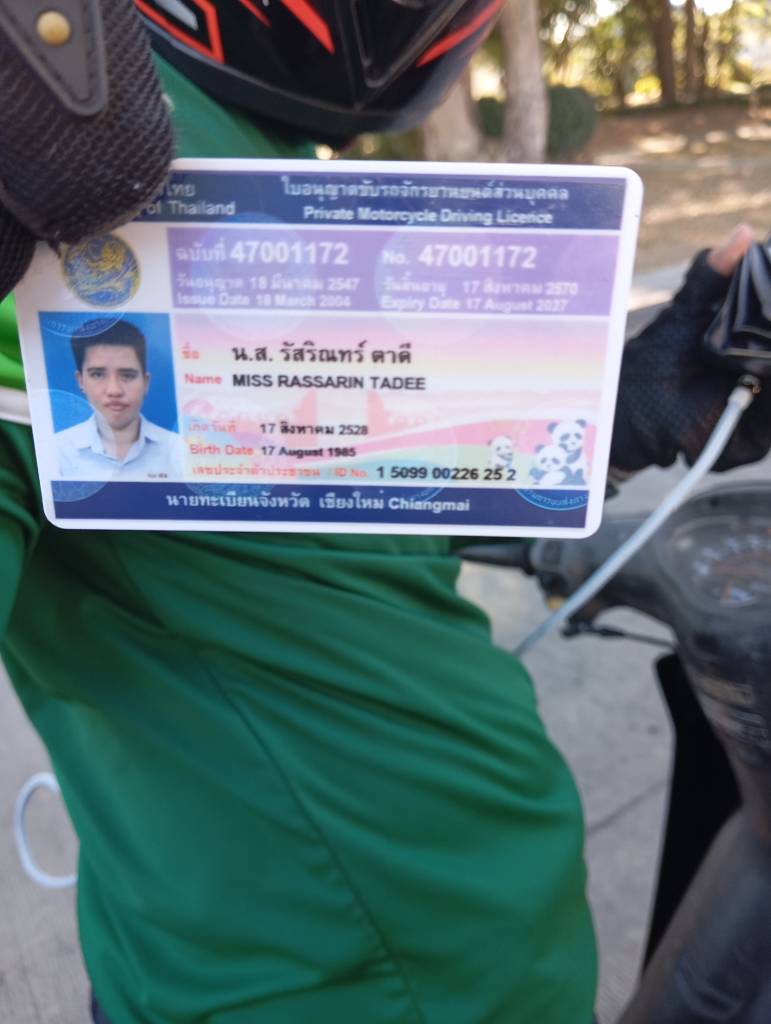 ไทย ใบอนุญาตขับรถจักรยานยนต์ส่วนบุคคล
of Thailand Private Motorcycle Driving Licence
ฉบับที่ 47001172 No. 47001172
วันอนุญาต 18 มีนาคม 2547 วันสิ้นอายุ 17 สิงหาคม 2570
Issue Date 18 March 2004 Expiry Date 17 August 2027
ชื่อ น.ส. รัสริณทร์ ตาดี
Name MISS RASSARIN TADEE
เกิดวันที่ 17 สิงหาคม 2528
Birth Date 17 August 1985
เลขประจำตัวประชาชน / ID No. 1 5099 00226 25 2
นายทะเบียนจังหวัด เชียงใหม่ Chiangmai